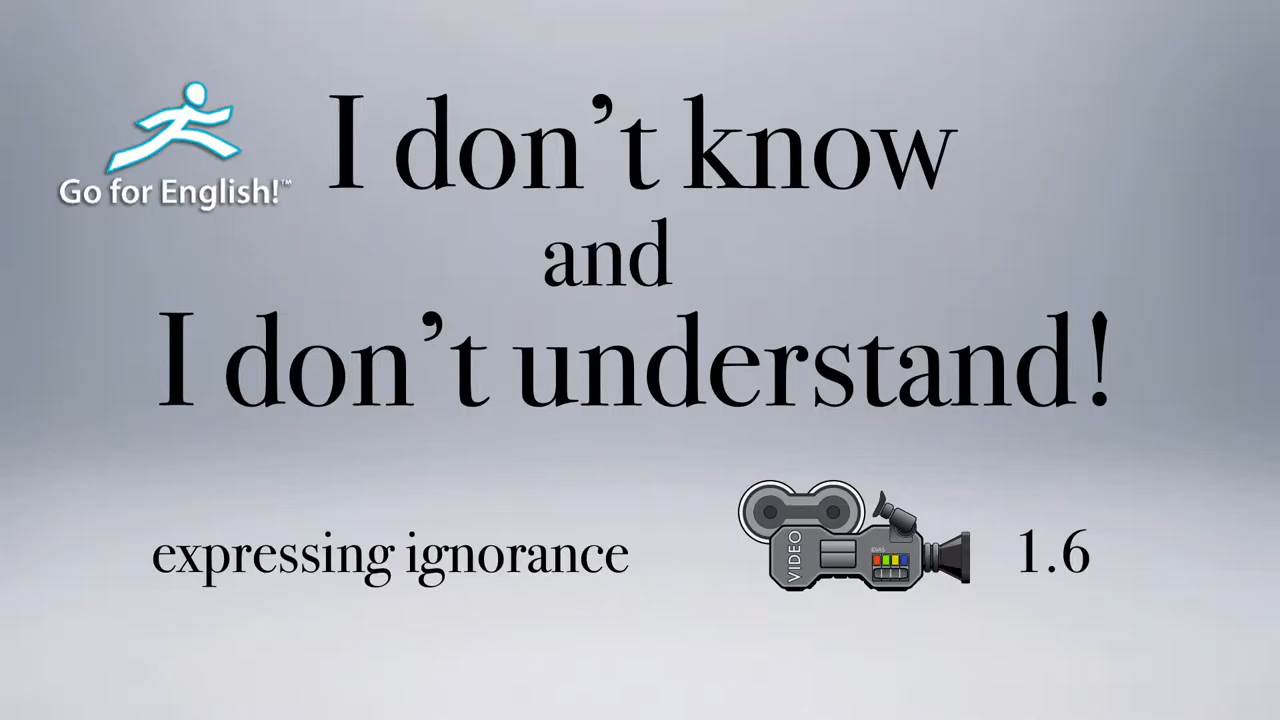 I don’t know
Go for English!™
and
I don’t understand!
expressing ignorance
VIDEO
1.6